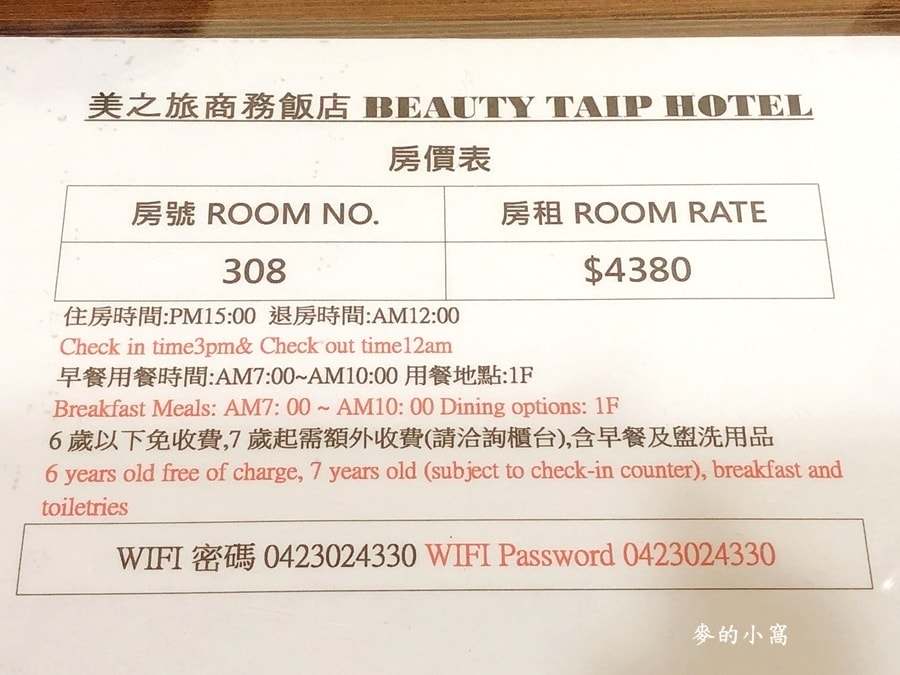 美之旅商務飯店 BEAUTY TAIP HOTEL
房價表
房號 ROOM NO. 房租 ROOM RATE
308 $4380
住房時間:PM15:00 退房時間:AM12:00
Check in time3pm& Check out time12am
早餐用餐時間:AM7:00~AM10:00 用餐地點:1F
Breakfast Meals: AM7: 00 ~ AM10: 00 Dining options: 1F
6 歲以下免收費,7 歲起需額外收費(請洽詢櫃台),含早餐及盥洗用品
6 years old free of charge, 7 years old (subject to check-in counter), breakfast and
toiletries
WIFI 密碼 0423024330 WIFI Password 0423024330
麥的小窩